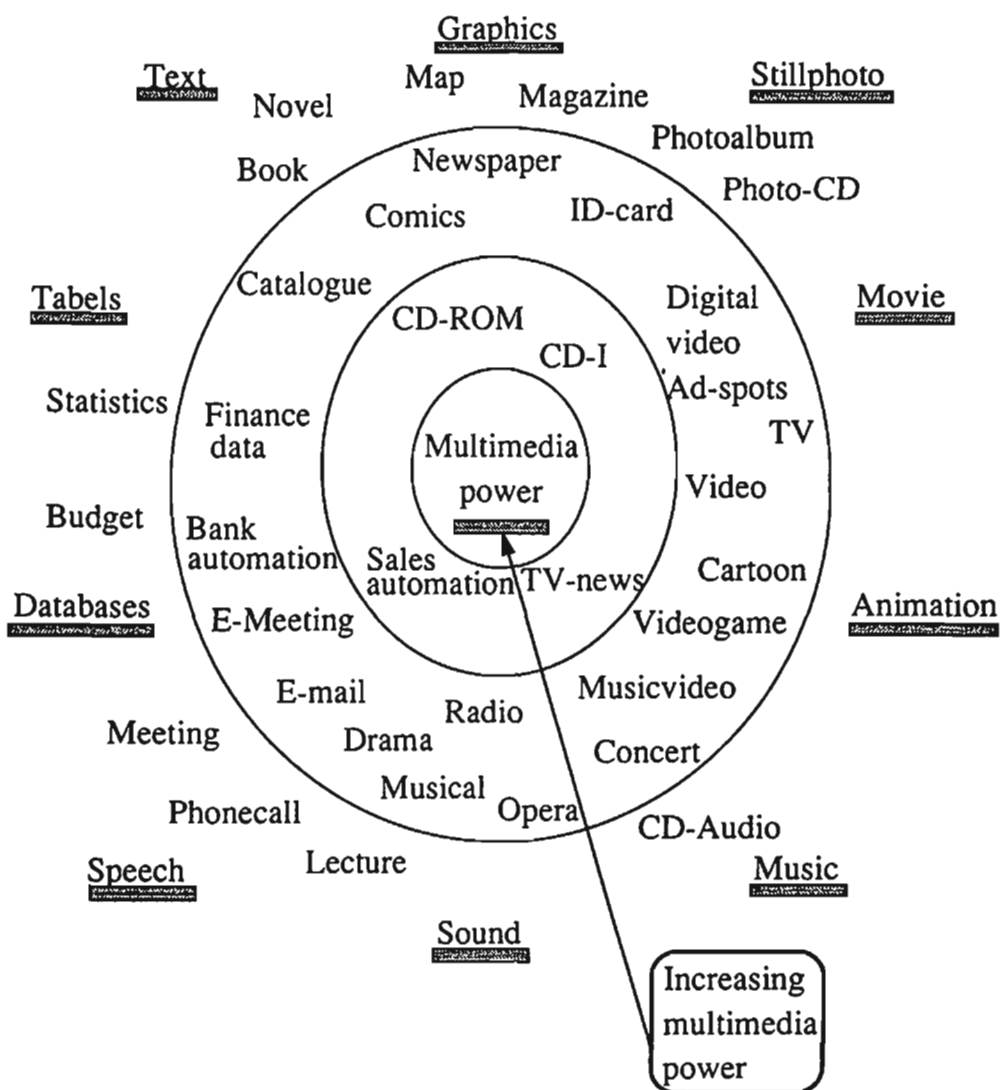 Graphics
Text
Map
Stillphoto
Novel
Magazine
Photoalbum
Book
Newspaper
Photo-CD
Comics
ID-card
Catalogue
Tabels
CD-ROM
Digital
video
Movie
CD-I
Statistics
Finance
data
Ad-spots
TV
Multimedia
power
Video
Budget
Bank
automation
Sales
automation
TV-news
Cartoon
Databases
E-Meeting
Videogame
Animation
E-mail
Radio
Musicvideo
Meeting
Drama
Concert
Musical
Opera
Phonecall
CD-Audio
Lecture
Speech
Music
Sound
Increasing
multimedia
power